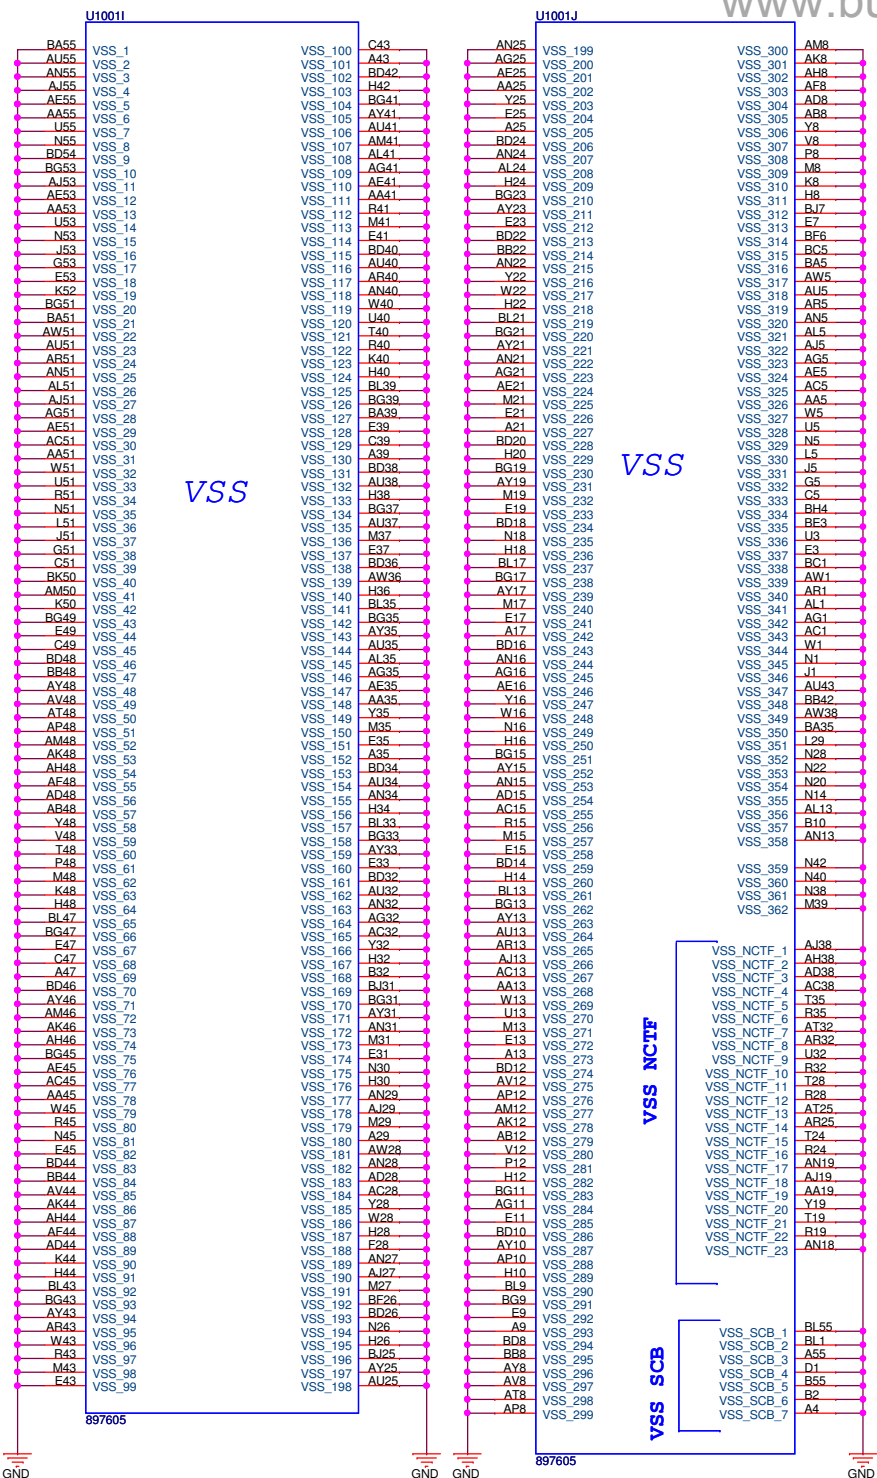 www.bu
U1001I
BA55 VSS_1 VSS_100 C43
AU55 VSS_2 VSS_101 A43
AN55 VSS_3 VSS_102 BD42
AJ55 VSS_4 VSS_103 H42
AE55 VSS_5 VSS_104 BG41
AA55 VSS_6 VSS_105 AY41
U55 VSS_7 VSS_106 AU41
N55 VSS_8 VSS_107 AM41
BD54 VSS_9 VSS_108 AL41
BG53 VSS_10 VSS_109 AG41
AJ53 VSS_11 VSS_110 AE41
AE53 VSS_12 VSS_111 AA41
AA53 VSS_13 VSS_112 R41
U53 VSS_14 VSS_113 M41
N53 VSS_15 VSS_114 E41
J53 VSS_16 VSS_115 BD40
G53 VSS_17 VSS_116 AU40
E53 VSS_18 VSS_117 AR40
K52 VSS_19 VSS_118 AN40
BG51 VSS_20 VSS_119 W40
BA51 VSS_21 VSS_120 U40
AW51 VSS_22 VSS_121 T40
AU51 VSS_23 VSS_122 R40
AR51 VSS_24 VSS_123 K40
AN51 VSS_25 VSS_124 H40
AL51 VSS_26 VSS_125 BL39
AJ51 VSS_27 VSS_126 BG39
AG51 VSS_28 VSS_127 BA39
AE51 VSS_29 VSS_128 E39
AC51 VSS_30 VSS_129 C39
AA51 VSS_31 VSS_130 A39
W51 VSS_32 VSS_131 BD38
U51 VSS_33 VSS_132 AU38
VSS
R51 VSS_34 VSS_133 H38
N51 VSS_35 VSS_134 BG37
L51 VSS_36 VSS_135 AU37
J51 VSS_37 VSS_136 M37
G51 VSS_38 VSS_137 E37
C51 VSS_39 VSS_138 BD36
BK50 VSS_40 VSS_139 AW36
AM50 VSS_41 VSS_140 H36
K50 VSS_42 VSS_141 BL35
BG49 VSS_43 VSS_142 BG35
E49 VSS_44 VSS_143 AY35
C49 VSS_45 VSS_144 AU35
BD48 VSS_46 VSS_145 AL35
BB48 VSS_47 VSS_146 AG35
AY48 VSS_48 VSS_147 AE35
AV48 VSS_49 VSS_148 AA35
AT48 VSS_50 VSS_149 Y35
AP48 VSS_51 VSS_150 M35
AM48 VSS_52 VSS_151 E35
AK48 VSS_53 VSS_152 A35
AH48 VSS_54 VSS_153 BD34
AF48 VSS_55 VSS_154 AU34
AD48 VSS_56 VSS_155 AN34
AB48 VSS_57 VSS_156 H34
Y48 VSS_58 VSS_157 BL33
V48 VSS_59 VSS_158 BG33
T48 VSS_60 VSS_159 AY33
P48 VSS_61 VSS_160 E33
M48 VSS_62 VSS_161 BD32
K48 VSS_63 VSS_162 AU32
H48 VSS_64 VSS_163 AN32
BL47 VSS_65 VSS_164 AG32
BG47 VSS_66 VSS_165 AC32
E47 VSS_67 VSS_166 Y32
C47 VSS_68 VSS_167 H32
A47 VSS_69 VSS_168 B32
BD46 VSS_70 VSS_169 BJ31
AY46 VSS_71 VSS_170 BG31
AM46 VSS_72 VSS_171 AY31
AK46 VSS_73 VSS_172 AN31
AH46 VSS_74 VSS_173 M31
BG45 VSS_75 VSS_174 E31
AE45 VSS_76 VSS_175 N30
AC45 VSS_77 VSS_176 H30
AA45 VSS_78 VSS_177 AN29
W45 VSS_79 VSS_178 AJ29
R45 VSS_80 VSS_179 M29
N45 VSS_81 VSS_180 A29
E45 VSS_82 VSS_181 AW28
BD44 VSS_83 VSS_182 AN28
BB44 VSS_84 VSS_183 AD28
AV44 VSS_85 VSS_184 AC28
AK44 VSS_86 VSS_185 Y28
AH44 VSS_87 VSS_186 W28
AF44 VSS_88 VSS_187 H28
AD44 VSS_89 VSS_188 F28
K44 VSS_90 VSS_189 AN27
H44 VSS_91 VSS_190 AJ27
BL43 VSS_92 VSS_191 M27
BG43 VSS_93 VSS_192 BF26
AY43 VSS_94 VSS_193 BD26
AR43 VSS_95 VSS_194 N26
W43 VSS_96 VSS_195 H26
R43 VSS_97 VSS_196 BJ25
M43 VSS_98 VSS_197 AY25
E43 VSS_99 VSS_198 AU25
897605
GND GND
U1001J
AN25 VSS_199 VSS_300 AM8
AG25 VSS_200 VSS_301 AK8
AE25 VSS_201 VSS_302 AH8
AA25 VSS_202 VSS_303 AF8
Y25 VSS_203 VSS_304 AD8
E25 VSS_204 VSS_305 AB8
A25 VSS_205 VSS_306 Y8
BD24 VSS_206 VSS_307 V8
AN24 VSS_207 VSS_308 P8
AL24 VSS_208 VSS_309 M8
H24 VSS_209 VSS_310 K8
BG23 VSS_210 VSS_311 H8
AY23 VSS_211 VSS_312 BJ7
E23 VSS_212 VSS_313 E7
BD22 VSS_213 VSS_314 BF6
BB22 VSS_214 VSS_315 BC5
AN22 VSS_215 VSS_316 BA5
Y22 VSS_216 VSS_317 AW5
W22 VSS_217 VSS_318 AU5
H22 VSS_218 VSS_319 AR5
BL21 VSS_219 VSS_320 AN5
BG21 VSS_220 VSS_321 AL5
AY21 VSS_221 VSS_322 AJ5
AN21 VSS_222 VSS_323 AG5
AG21 VSS_223 VSS_324 AE5
AE21 VSS_224 VSS_325 AC5
M21 VSS_225 VSS_326 AA5
E21 VSS_226 VSS_327 W5
A21 VSS_227 VSS_328 U5
BD20 VSS_228 VSS_329 N5
H20 VSS_229 VSS_330 L5
VSS
BG19 VSS_230 VSS_331 J5
AY19 VSS_231 VSS_332 G5
M19 VSS_232 VSS_333 C5
E19 VSS_233 VSS_334 BH4
BD18 VSS_234 VSS_335 BE3
N18 VSS_235 VSS_336 U3
H18 VSS_236 VSS_337 E3
BL17 VSS_237 VSS_338 BC1
BG17 VSS_238 VSS_339 AW1
AY17 VSS_239 VSS_340 AR1
M17 VSS_240 VSS_341 AL1
E17 VSS_241 VSS_342 AG1
A17 VSS_242 VSS_343 AC1
BD16 VSS_243 VSS_344 W1
AN16 VSS_244 VSS_345 N1
AG16 VSS_245 VSS_346 J1
AE16 VSS_246 VSS_347 AU43
Y16 VSS_247 VSS_348 BB42
W16 VSS_248 VSS_349 AW38
N16 VSS_249 VSS_350 BA35
H16 VSS_250 VSS_351 L29
BG15 VSS_251 VSS_352 N28
AY15 VSS_252 VSS_353 N22
AN15 VSS_253 VSS_354 N20
AD15 VSS_254 VSS_355 N14
AC15 VSS_255 VSS_356 AL13
R15 VSS_256 VSS_357 B10
M15 VSS_257 VSS_358 AN13
E15 VSS_258
BD14 VSS_259 VSS_359 N42
H14 VSS_260 VSS_360 N40
BL13 VSS_261 VSS_361 N38
BG13 VSS_262 VSS_362 M39
AY13 VSS_263
AU13 VSS_264
AR13 VSS_265 VSS_NCTF_1 AJ38
AJ13 VSS_266 VSS_NCTF_2 AH38
AC13 VSS_267 VSS_NCTF_3 AD38
AA13 VSS_268 VSS_NCTF_4 AC38
W13 VSS_269 VSS_NCTF_5 T35
U13 VSS_270 VSS_NCTF_6 R35
M13 VSS_271 VSS_NCTF_7 AT32
E13 VSS_272 VSS_NCTF_8 AR32
A13 VSS_273 VSS_NCTF_9 U32
BD12 VSS_274 VSS_NCTF_10 R32
VSS NCTF
AV12 VSS_275 VSS_NCTF_11 T28
AP12 VSS_276 VSS_NCTF_12 R28
AM12 VSS_277 VSS_NCTF_13 AT25
AK12 VSS_278 VSS_NCTF_14 AR25
AB12 VSS_279 VSS_NCTF_15 T24
V12 VSS_280 VSS_NCTF_16 R24
P12 VSS_281 VSS_NCTF_17 AN19
H12 VSS_282 VSS_NCTF_18 AJ19
BG11 VSS_283 VSS_NCTF_19 AA19
AG11 VSS_284 VSS_NCTF_20 Y19
E11 VSS_285 VSS_NCTF_21 T19
BD10 VSS_286 VSS_NCTF_22 R19
AY10 VSS_287 VSS_NCTF_23 AN18
AP10 VSS_288
H10 VSS_289
BL9 VSS_290
BG9 VSS_291
E9 VSS_292
A9 VSS_293 VSS_SCB_1 BL55
BD8 VSS_294 VSS_SCB_2 BL1
BB8 VSS_295 VSS_SCB_3 A55
AY8 VSS_296 VSS_SCB_4 D1
VSS SCB
AV8 VSS_297 VSS_SCB_5 B55
AT8 VSS_298 VSS_SCB_6 B2
AP8 VSS_299 VSS_SCB_7 A4
897605
GND GND